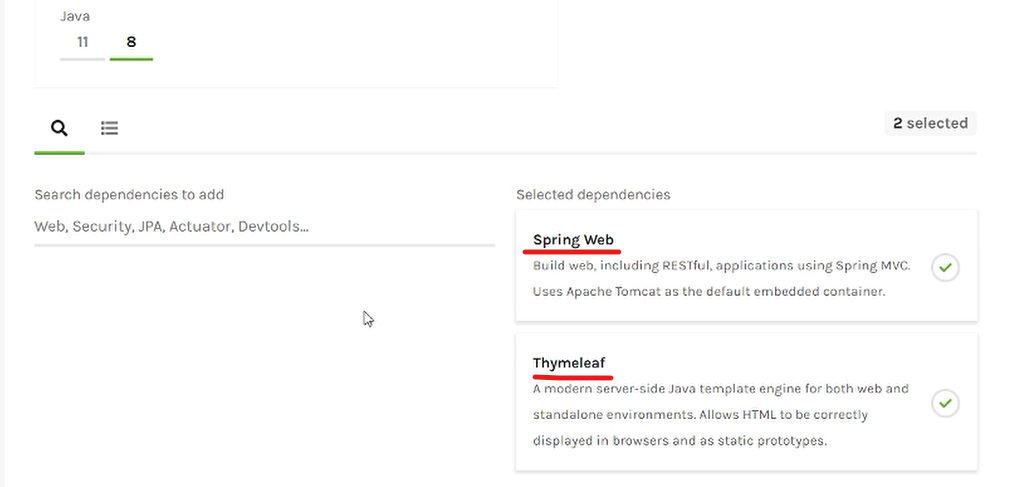 Java
11 8
2 selected
Search dependencies to add
Web, Security, JPA, Actuator, Devtools...
Selected dependencies
Spring Web
Build web, including RESTful, applications using Spring MVC.
Uses Apache Tomcat as the default embedded container.
Thymeleaf
A modern server-side Java template engine for both web and
standalone environments. Allows HTML to be correctly
displayed in browsers and as static prototypes.